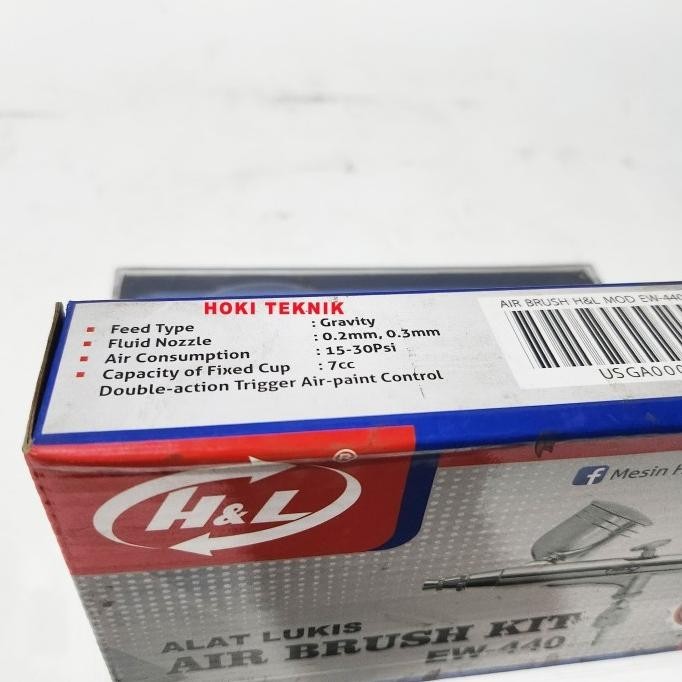 HOKI TEKNIK
Feed Type : Gravity
Fluid Nozzle : 0.2mm, 0.3mm
Air Consumption : 15-30Psi
Capacity of Fixed Cup : 7cc
Double-action Trigger Air-paint Control
AIR BRUSH H&L MOD EW-440
USGA000
H&L ®
f Mesin H
ALAT LUKIS
AIR BRUSH KIT
EW-440